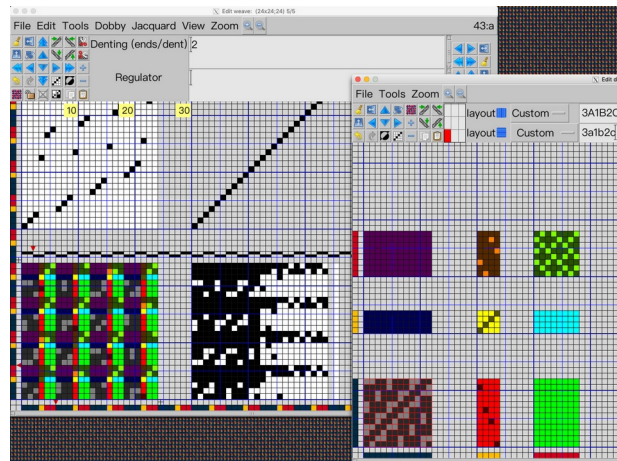 Edit weave: (24x24;24) 5/5
File Edit Tools Dobby Jacquard View Zoom
43:a
Denting (ends/dent) 2
Regulator
10 20 30
Edit d
File Tools Zoom
layout Custom 3A1B2C
layout Custom 3a1b2c